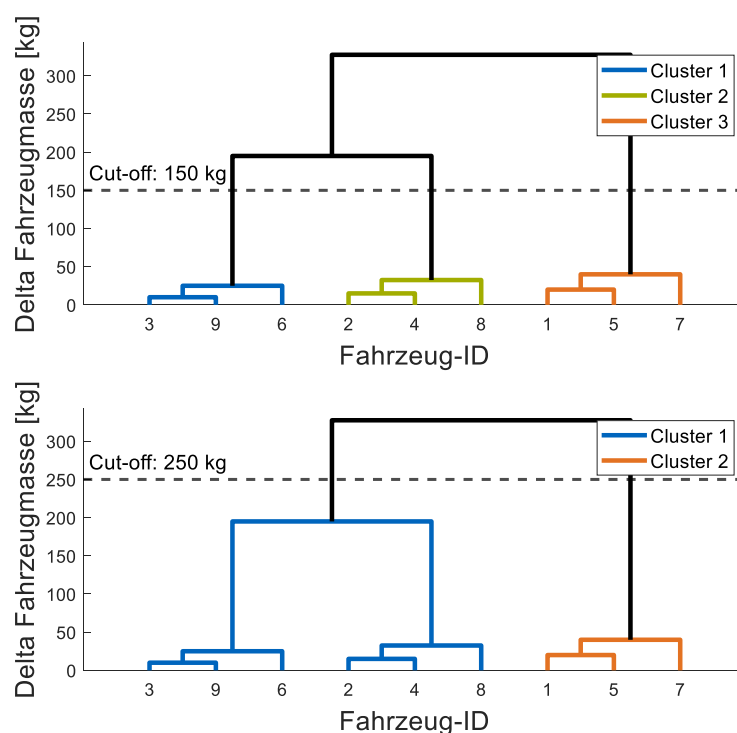 Delta Fahrzeugmasse [kg]
300
250
200
150
100
50
0
Cut-off: 150 kg
Cluster 1
Cluster 2
Cluster 3
3 9 6 2 4 8 1 5 7
Fahrzeug-ID
Delta Fahrzeugmasse [kg]
300
250
200
150
100
50
0
Cut-off: 250 kg
Cluster 1
Cluster 2
3 9 6 2 4 8 1 5 7
Fahrzeug-ID